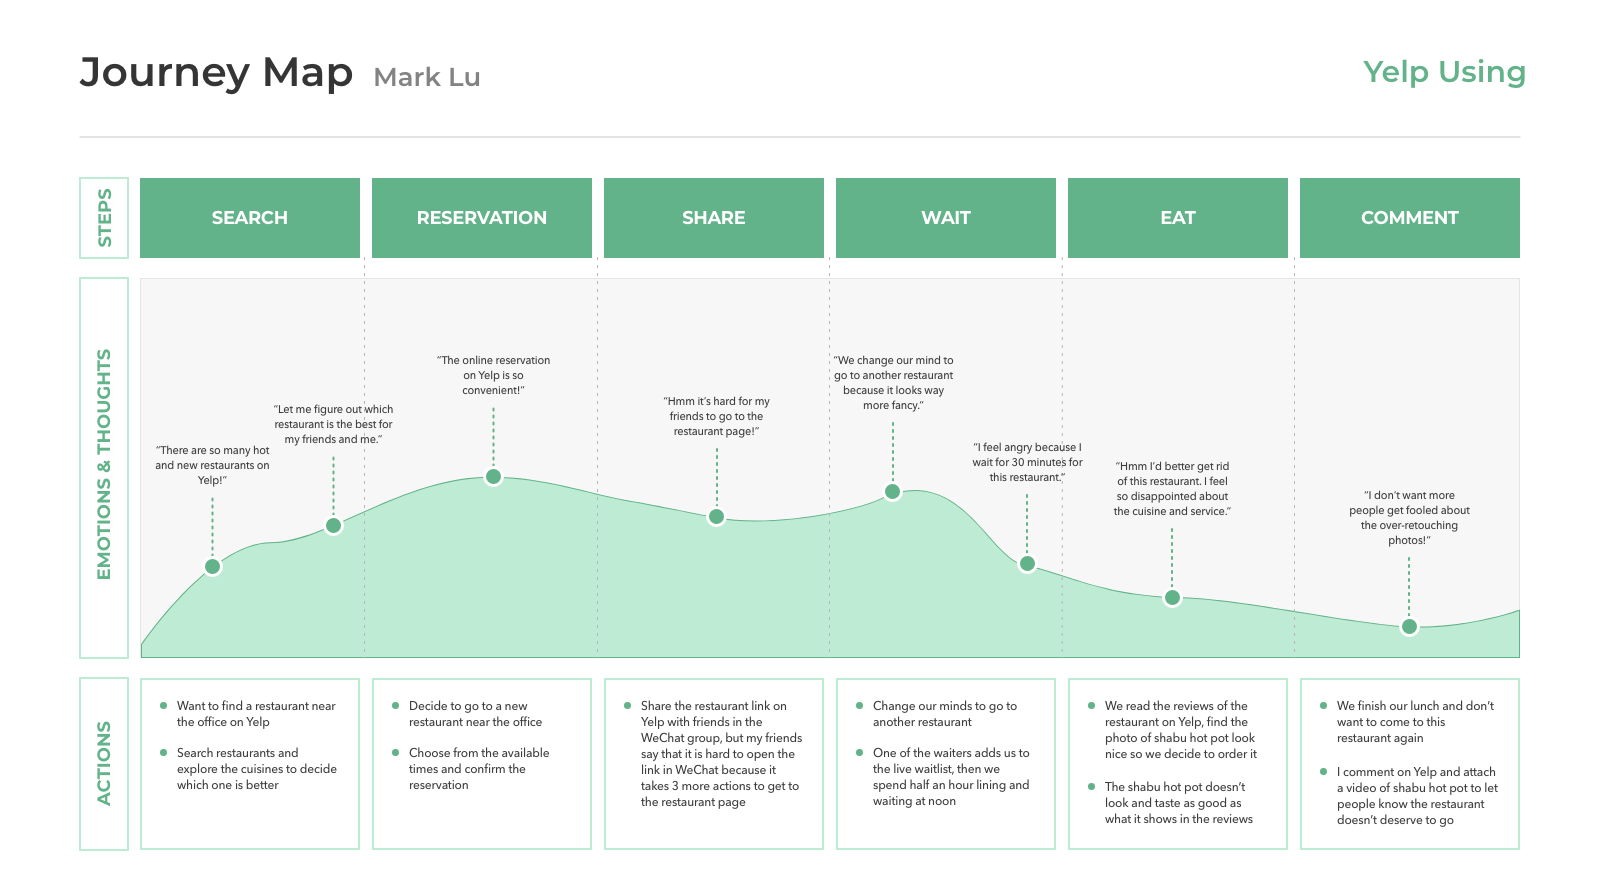 Journey Map Mark Lu
Yelp Using
STEPS
SEARCH
RESERVATION
SHARE
WAIT
EAT
COMMENT
EMOTIONS & THOUGHTS
“There are so many hot
and new restaurants on
Yelp!”
“Let me figure out which
restaurant is the best for
my friends and me.”
“The online reservation
on Yelp is so
convenient!”
“Hmm it’s hard for my
friends to go to the
restaurant page!”
“We change our mind to
go to another restaurant
because it looks way
more fancy.”
“I feel angry because I
wait for 30 minutes for
this restaurant.”
“Hmm I’d better get rid
of this restaurant. I feel
so disappointed about
the cuisine and service.”
“I don’t want more
people get fooled about
the over-retouching
photos!”
ACTIONS
Want to find a restaurant near
the office on Yelp
Search restaurants and
explore the cuisines to decide
which one is better
Decide to go to a new
restaurant near the office
Choose from the available
times and confirm the
reservation
Share the restaurant link on
Yelp with friends in the
WeChat group, but my friends
say that it is hard to open the
link in WeChat because it
takes 3 more actions to get to
the restaurant page
Change our minds to go to
another restaurant
One of the waiters adds us to
the live waitlist, then we
spend half an hour lining and
waiting at noon
We read the reviews of the
restaurant on Yelp, find the
photo of shabu hot pot look
nice so we decide to order it
The shabu hot pot doesn’t
look and taste as good as
what it shows in the reviews
We finish our lunch and don’t
want to come to this
restaurant again
I comment on Yelp and attach
a video of shabu hot pot to let
people know the restaurant
doesn’t deserve to go